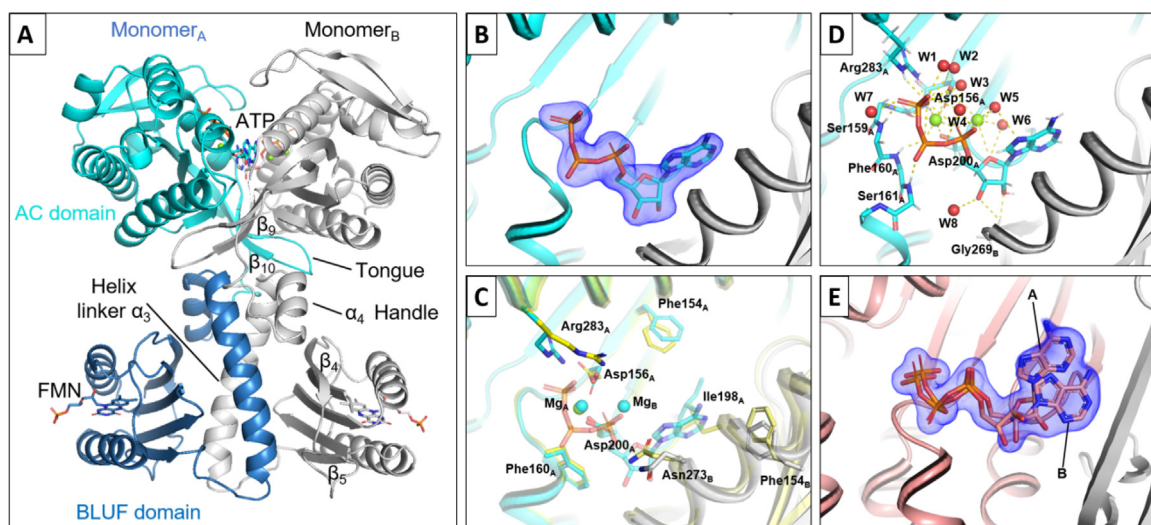 A
Monomer_A
Monomer_B
ATP
AC domain
β₉
β₁₀
Tongue
Helix
linker α₃
α₄
Handle
β₄
FMN
β₅
BLUF domain
B
C
Phe154_A
Arg283_A
Asp156_A
Mg_A
Mg_B
Ile198_A
Asp200_A
Phe160_A
Asn273_B
Phe154_B
D
W1
W2
Arg283_A
W3
W7
Asp156_A
W5
W4
W6
Ser159_A
Asp200_A
Phe160_A
Ser161_A
W8
Gly269_B
E
A
B